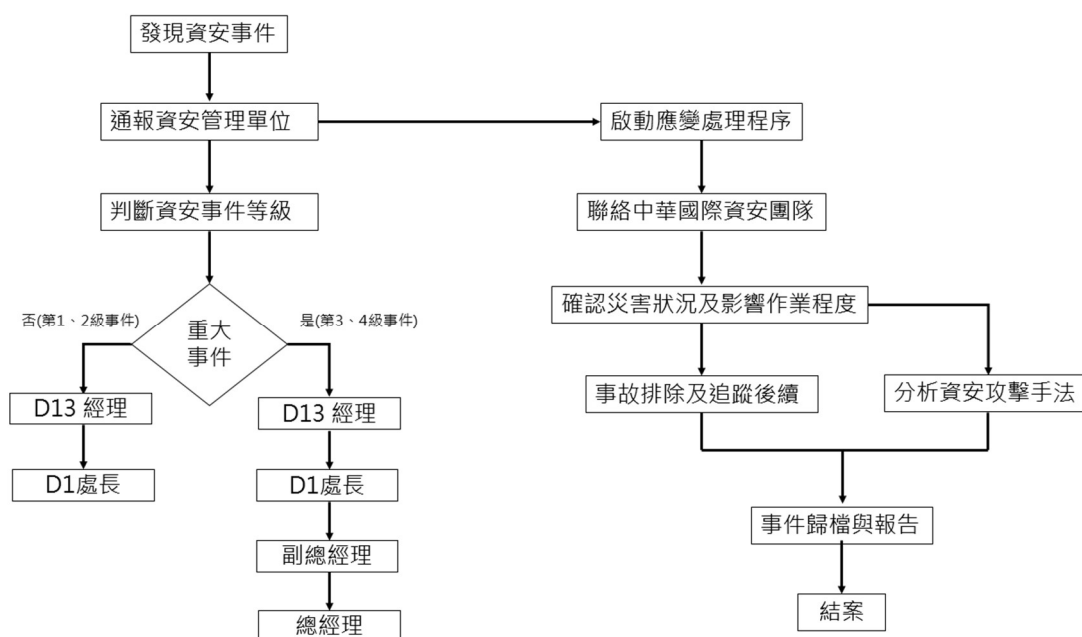 發現資安事件
通報資安管理單位
啟動應變處理程序
判斷資安事件等級
聯絡中華國際資安團隊
重大
事件
否(第1、2級事件)
是(第3、4級事件)
確認災害狀況及影響作業程度
D13 經理
D13 經理
事故排除及追蹤後續
分析資安攻擊手法
D1處長
D1處長
副總經理
總經理
事件歸檔與報告
結案